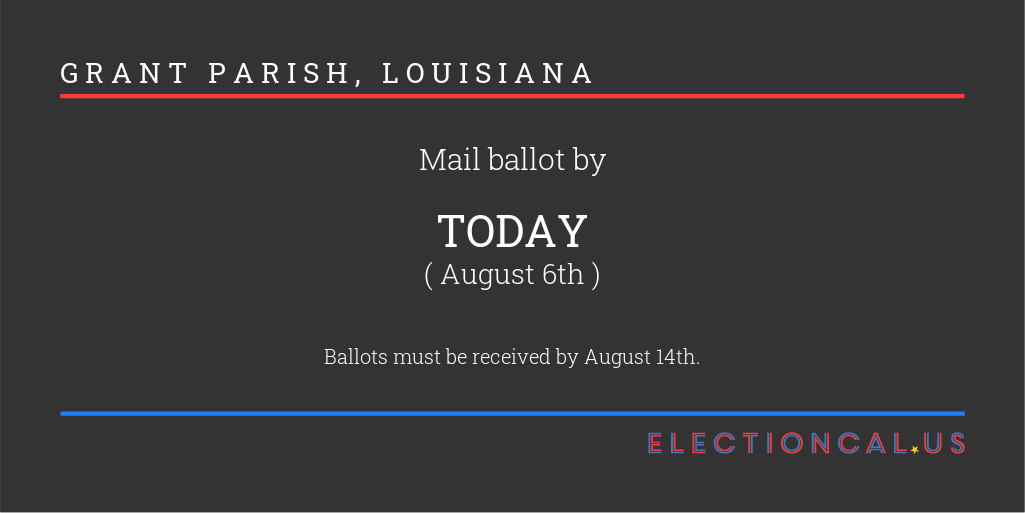 GRANT PARISH, LOUISIANA
Mail ballot by
TODAY
( August 6th )
Ballots must be received by August 14th.
ELECTIONCAL.US